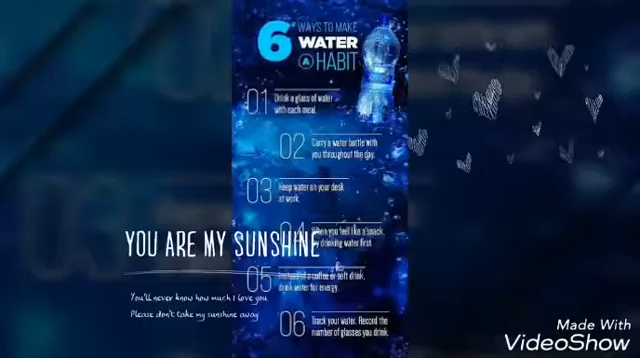 6 WAYS TO MAKE
WATER
A HABIT
01 Drink a glass of water
with each meal.
02 Carry a water bottle with
you throughout the day.
03 Keep water on your desk
at work.
04 When you feel like a snack,
try drinking water first
YOU ARE MY SUNSHINE
05 Instead of a coffee or soft drink,
drink water for energy.
You'll never know how much I love you
Please don't take my sunshine away
06 Track your water. Record the
number of glasses you drink.
Made With
VideoShow